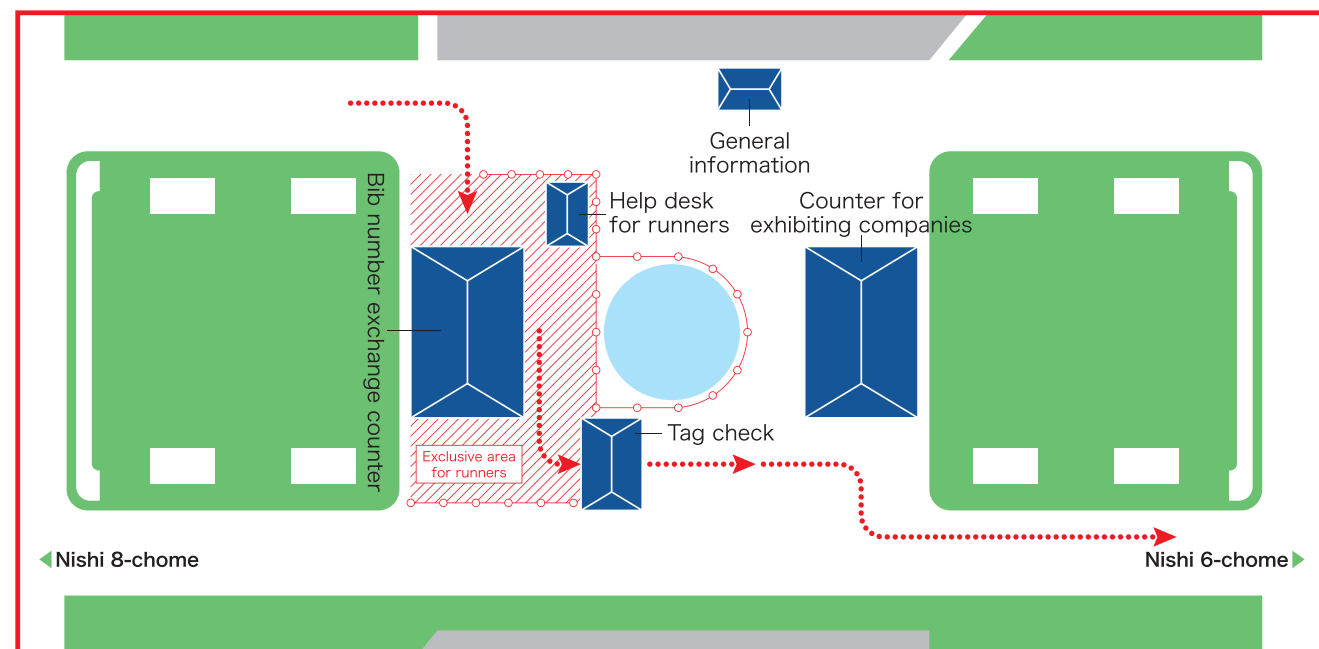 General
information
Bib number exchange counter
Help desk
for runners
Counter for
exhibiting companies
Tag check
Exclusive area
for runners
Nishi 8-chome
Nishi 6-chome